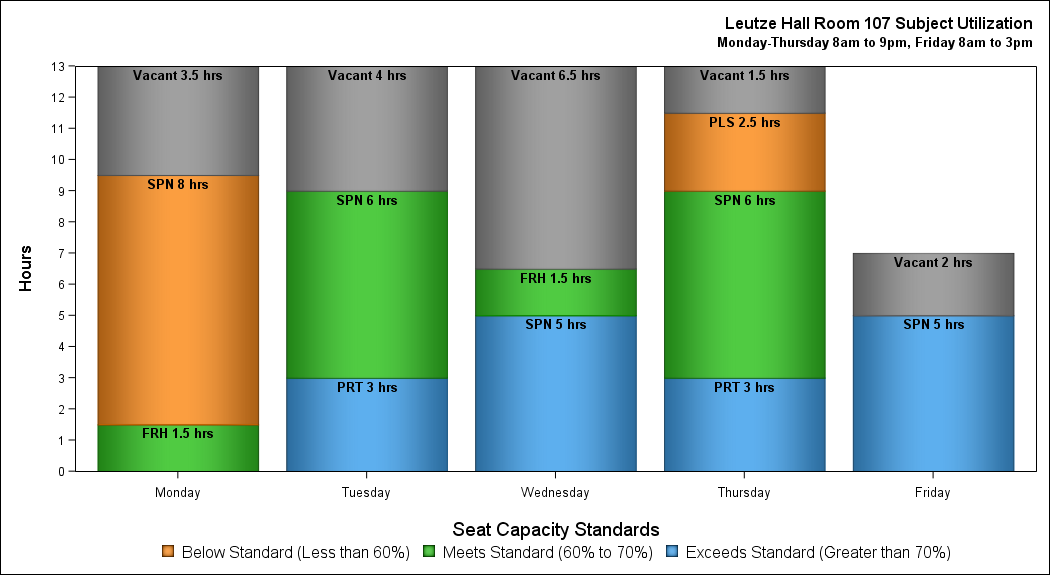 Leutze Hall Room 107 Subject Utilization
Monday-Thursday 8am to 9pm, Friday 8am to 3pm
Hours
13
12
11
10
9
8
7
6
5
4
3
2
1
0
Vacant 3.5 hrs
SPN 8 hrs
FRH 1.5 hrs
Vacant 4 hrs
SPN 6 hrs
PRT 3 hrs
Vacant 6.5 hrs
FRH 1.5 hrs
SPN 5 hrs
Vacant 1.5 hrs
PLS 2.5 hrs
SPN 6 hrs
PRT 3 hrs
Vacant 2 hrs
SPN 5 hrs
Monday Tuesday Wednesday Thursday Friday
Seat Capacity Standards
Below Standard (Less than 60%) Meets Standard (60% to 70%) Exceeds Standard (Greater than 70%)